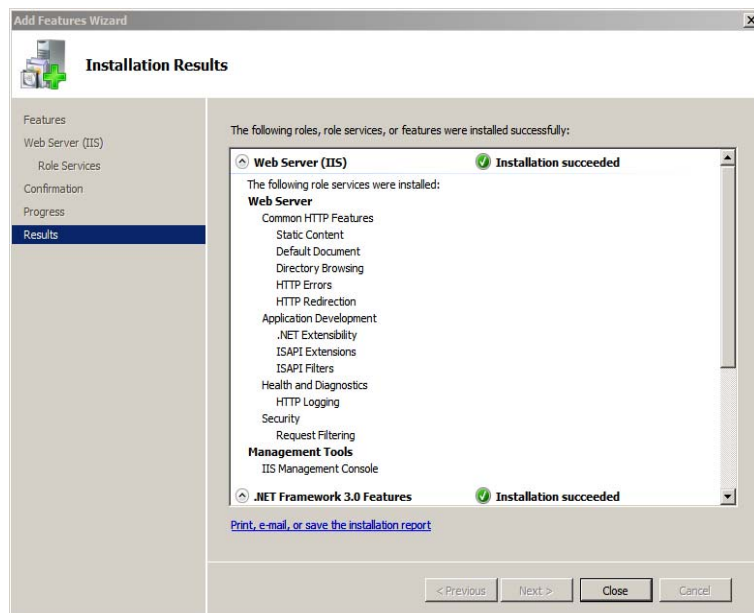 Add Features Wizard
Installation Results
Features
Web Server (IIS)
Role Services
Confirmation
Progress
Results
The following roles, role services, or features were installed successfully:
Web Server (IIS) Installation succeeded
The following role services were installed:
Web Server
Common HTTP Features
Static Content
Default Document
Directory Browsing
HTTP Errors
HTTP Redirection
Application Development
.NET Extensibility
ISAPI Extensions
ISAPI Filters
Health and Diagnostics
HTTP Logging
Security
Request Filtering
Management Tools
IIS Management Console
.NET Framework 3.0 Features Installation succeeded
Print, e-mail, or save the installation report
< Previous Next > Close Cancel